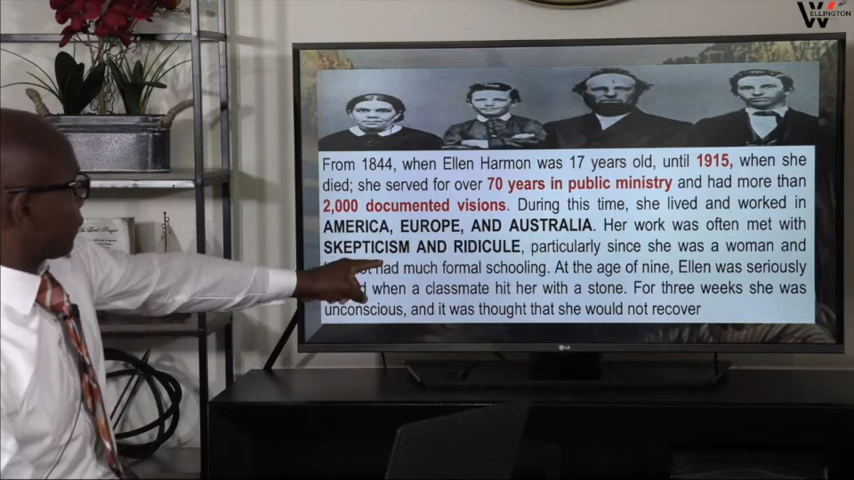 WELLINGTON
From 1844, when Ellen Harmon was 17 years old, until 1915, when she
died; she served for over 70 years in public ministry and had more than
2,000 documented visions. During this time, she lived and worked in
AMERICA, EUROPE, AND AUSTRALIA. Her work was often met with
SKEPTICISM AND RIDICULE, particularly since she was a woman and
had much formal schooling. At the age of nine, Ellen was seriously
when a classmate hit her with a stone. For three weeks she was
unconscious, and it was thought that she would not recover
The Lord's Prayer
LG